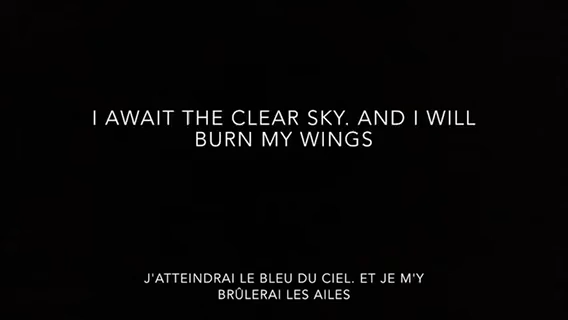 I AWAIT THE CLEAR SKY. AND I WILL
BURN MY WINGS
J'ATTEINDRAI LE BLEU DU CIEL. ET JE M'Y
BRÛLERAI LES AILES